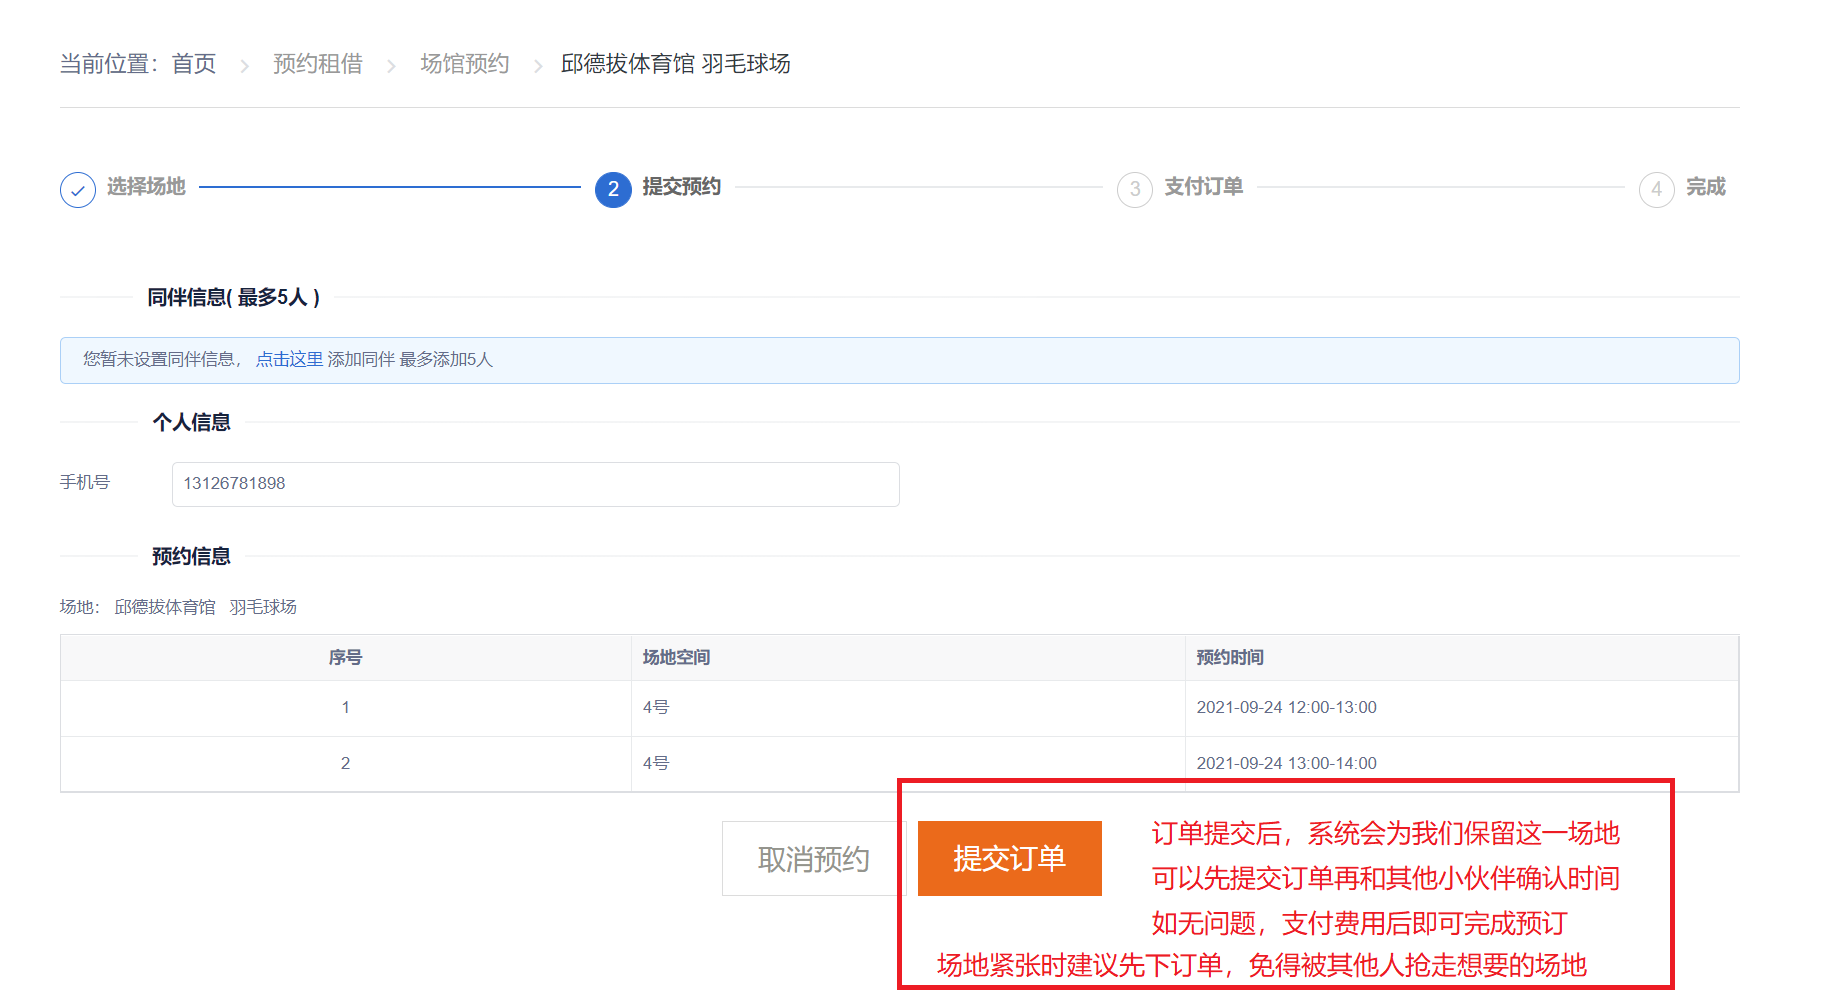 当前位置：首页 > 预约租借 > 场馆预约 > 邱德拔体育馆 羽毛球场
选择场地 2 提交预约 3 支付订单 4 完成
同伴信息( 最多5人 )
您暂未设置同伴信息， 点击这里 添加同伴 最多添加5人
个人信息
手机号 13126781898
预约信息
场地： 邱德拔体育馆 羽毛球场
序号 场地空间 预约时间
1 4号 2021-09-24 12:00-13:00
2 4号 2021-09-24 13:00-14:00
取消预约 提交订单
订单提交后，系统会为我们保留这一场地
可以先提交订单再和其他小伙伴确认时间
如无问题，支付费用后即可完成预订
场地紧张时建议先下订单，免得被其他人抢走想要的场地